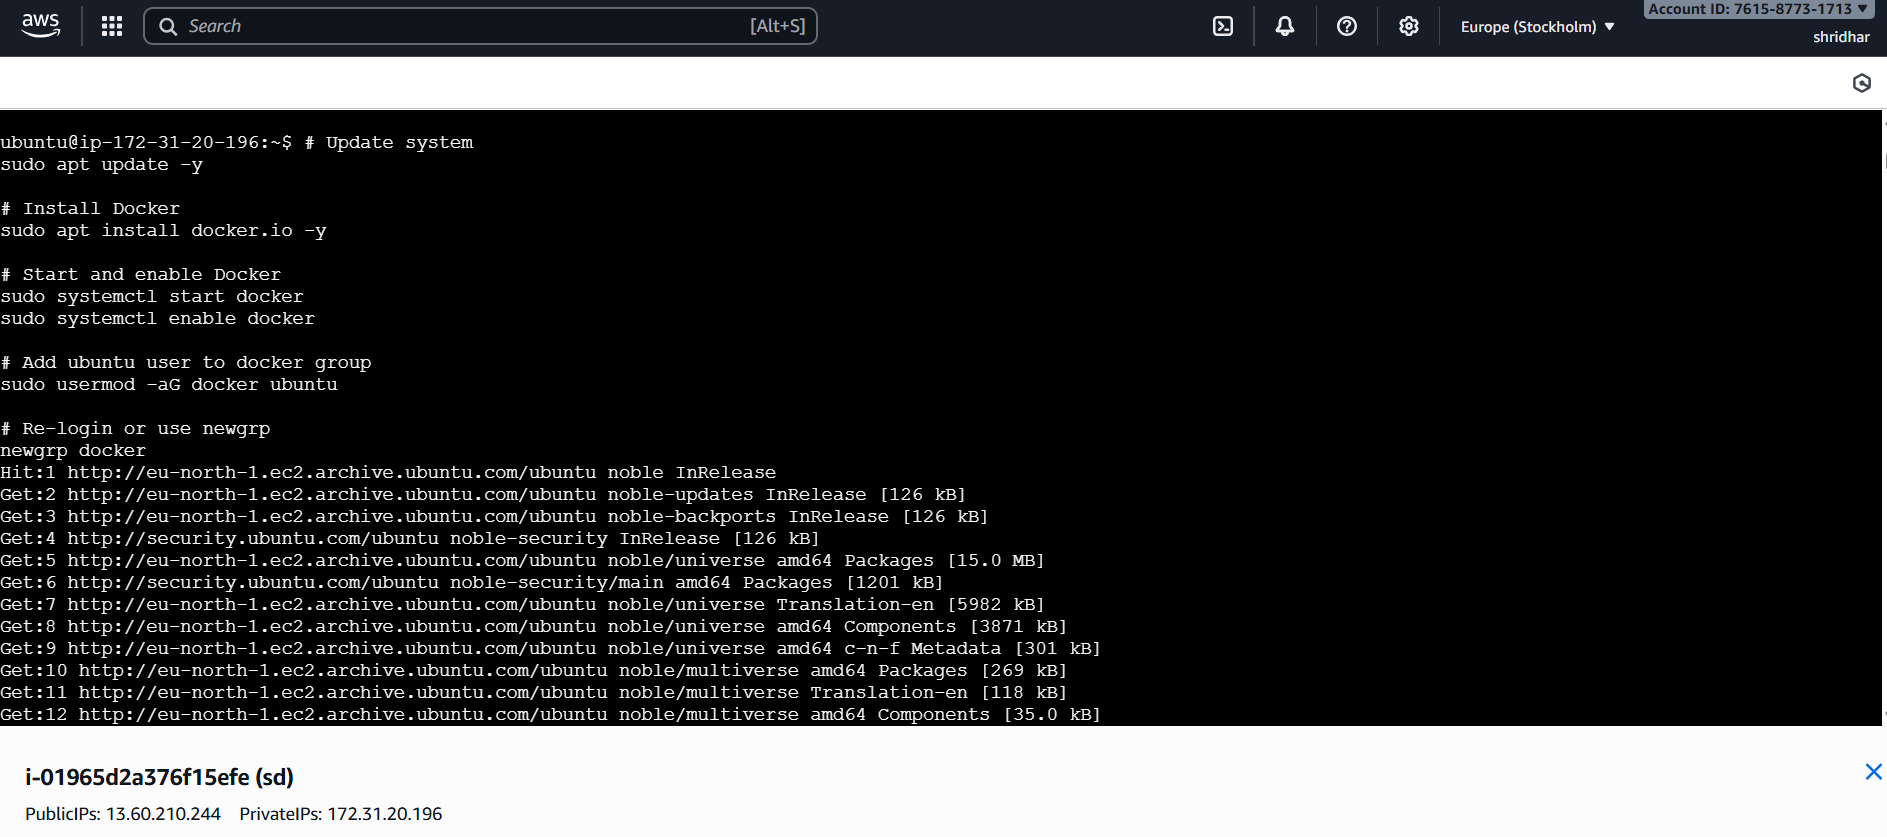 aws
Search [Alt+S]
Europe (Stockholm)
Account ID: 7615-8773-1713
shridhar
ubuntu@ip-172-31-20-196:~$ # Update system
sudo apt update -y
# Install Docker
sudo apt install docker.io -y
# Start and enable Docker
sudo systemctl start docker
sudo systemctl enable docker
# Add ubuntu user to docker group
sudo usermod -aG docker ubuntu
# Re-login or use newgrp
newgrp docker
Hit:1 http://eu-north-1.ec2.archive.ubuntu.com/ubuntu noble InRelease
Get:2 http://eu-north-1.ec2.archive.ubuntu.com/ubuntu noble-updates InRelease [126 kB]
Get:3 http://eu-north-1.ec2.archive.ubuntu.com/ubuntu noble-backports InRelease [126 kB]
Get:4 http://security.ubuntu.com/ubuntu noble-security InRelease [126 kB]
Get:5 http://eu-north-1.ec2.archive.ubuntu.com/ubuntu noble/universe amd64 Packages [15.0 MB]
Get:6 http://security.ubuntu.com/ubuntu noble-security/main amd64 Packages [1201 kB]
Get:7 http://eu-north-1.ec2.archive.ubuntu.com/ubuntu noble/universe Translation-en [5982 kB]
Get:8 http://eu-north-1.ec2.archive.ubuntu.com/ubuntu noble/universe amd64 Components [3871 kB]
Get:9 http://eu-north-1.ec2.archive.ubuntu.com/ubuntu noble/universe amd64 c-n-f Metadata [301 kB]
Get:10 http://eu-north-1.ec2.archive.ubuntu.com/ubuntu noble/multiverse amd64 Packages [269 kB]
Get:11 http://eu-north-1.ec2.archive.ubuntu.com/ubuntu noble/multiverse Translation-en [118 kB]
Get:12 http://eu-north-1.ec2.archive.ubuntu.com/ubuntu noble/multiverse amd64 Components [35.0 kB]
i-01965d2a376f15efe (sd)
PublicIPs: 13.60.210.244 PrivateIPs: 172.31.20.196